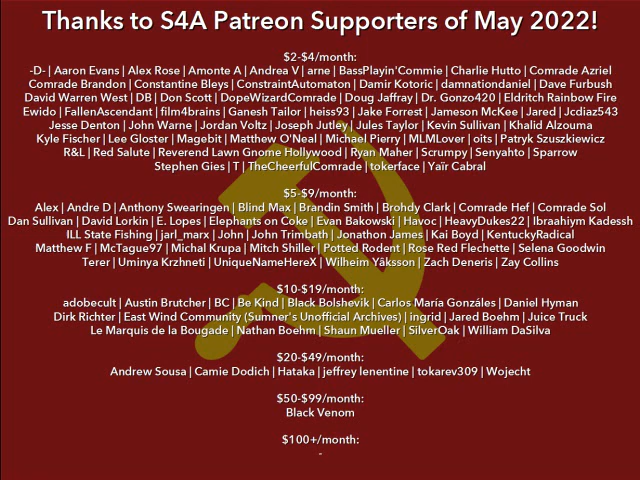 Thanks to S4A Patreon Supporters of May 2022!
$2-$4/month:
-D- | Aaron Evans | Alex Rose | Amonte A | Andrea V | arne | BassPlayin'Commie | Charlie Hutto | Comrade Azriel
Comrade Brandon | Constantine Bleys | ConstraintAutomaton | Damir Kotoric | damnationdaniel | Dave Furbush
David Warren West | DB | Don Scott | DopeWizardComrade | Doug Jaffray | Dr. Gonzo420 | Eldritch Rainbow Fire
Ewido | FallenAscendant | film4brains | Ganesh Tailor | heiss93 | Jake Forrest | Jameson McKee | Jared | Jcdiaz543
Jesse Denton | John Warne | Jordan Voltz | Joseph Jutley | Jules Taylor | Kevin Sullivan | Khalid Alzouma
Kyle Fischer | Lee Gloster | Magebit | Matthew O'Neal | Michael Pierry | MLMLover | oits | Patryk Szuszkiewicz
R&L | Red Salute | Reverend Lawn Gnome Hollywood | Ryan Maher | Scrumpy | Senyahto | Sparrow
Stephen Gies | T | TheCheerfulComrade | tokerface | Yaïr Cabral
$5-$9/month:
Alex | Andre D | Anthony Swearingen | Blind Max | Brandin Smith | Brohdy Clark | Comrade Hef | Comrade Sol
Dan Sullivan | David Lorkin | E. Lopes | Elephants on Coke | Evan Bakowski | Havoc | HeavyDukes22 | Ibraahiym Kadessh
ILL State Fishing | jarl_marx | John | John Trimbath | Jonathon James | Kai Boyd | KentuckyRadical
Matthew F | McTague97 | Michal Krupa | Mitch Shiller | Potted Rodent | Rose Red Flechette | Selena Goodwin
Terer | Uminya Krzhneti | UniqueNameHereX | Wilheim Yäksson | Zach Deneris | Zay Collins
$10-$19/month:
adobecult | Austin Brutcher | BC | Be Kind | Black Bolshevik | Carlos María Gonzáles | Daniel Hyman
Dirk Richter | East Wind Community (Sumner's Unofficial Archives) | ingrid | Jared Boehm | Juice Truck
Le Marquis de la Bougade | Nathan Boehm | Shaun Mueller | SilverOak | William DaSilva
$20-$49/month:
Andrew Sousa | Camie Dodich | Hataka | jeffrey lenentine | tokarev309 | Wojecht
$50-$99/month:
Black Venom
$100+/month:
-